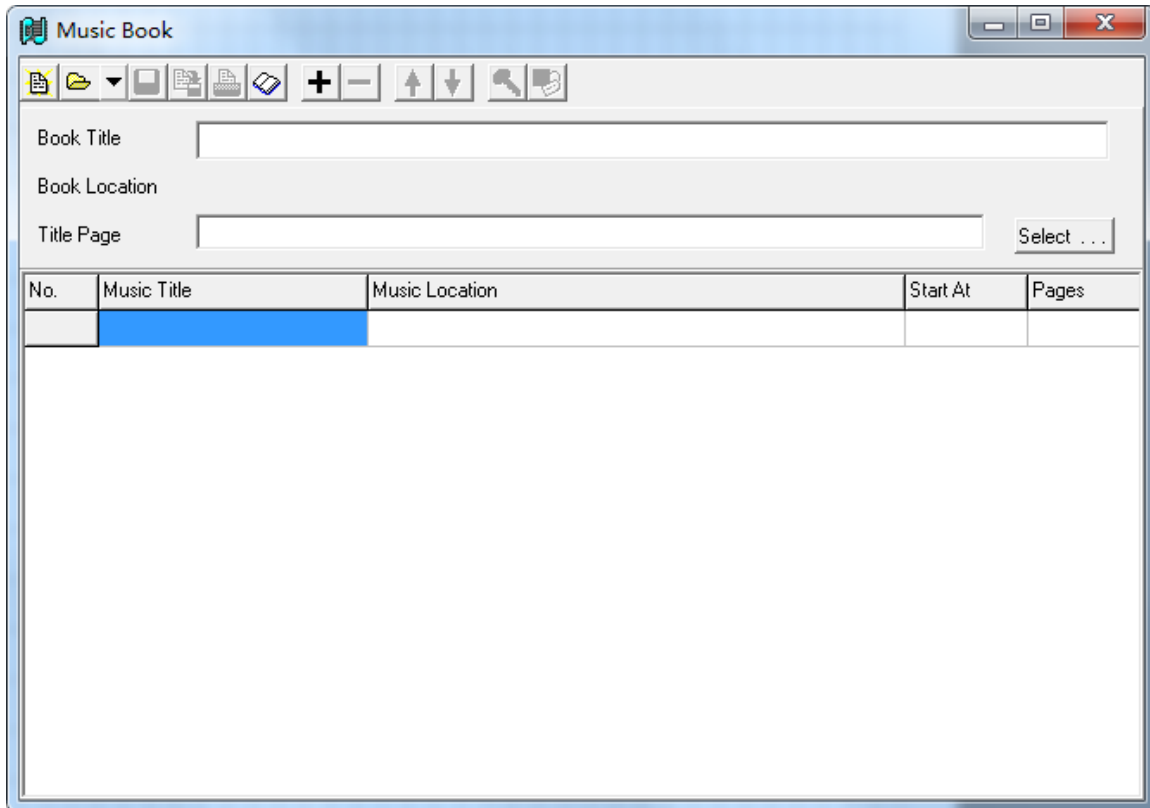 Music Book
Book Title
Book Location
Title Page
Select . . .
No. Music Title Music Location Start At Pages